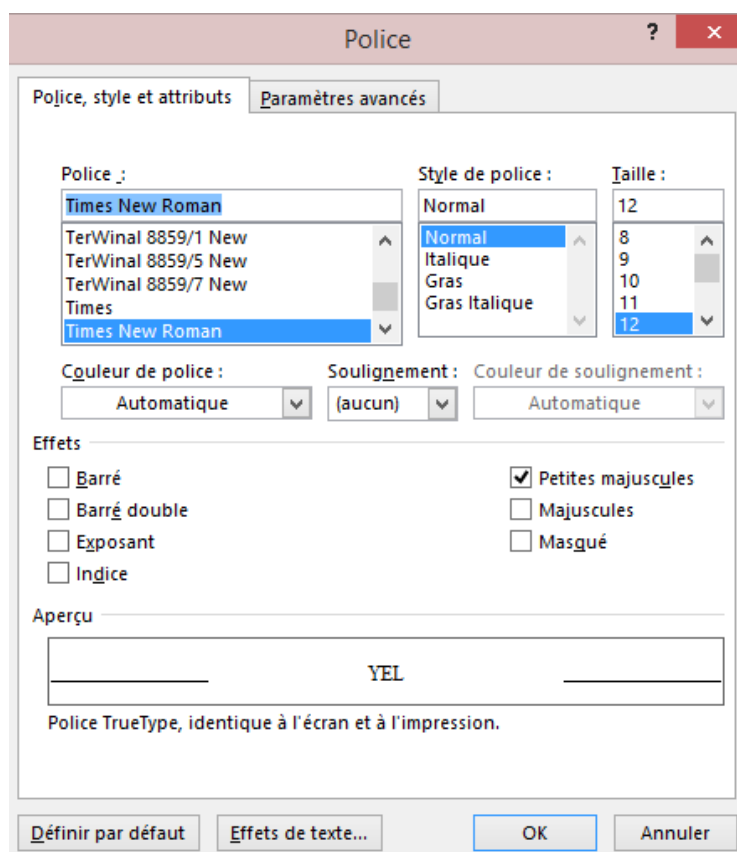 Police ? ×
Police, style et attributs Paramètres avancés
Police : Style de police : Taille :
Times New Roman Normal 12
TerWinal 8859/1 New Normal 8
TerWinal 8859/5 New Italique 9
TerWinal 8859/7 New Gras 10
Times Gras Italique 11
Times New Roman 12
Couleur de police : Soulignement : Couleur de soulignement :
Automatique (aucun) Automatique
Effets
Barré Petites majuscules
Barré double Majuscules
Exposant Masqué
Indice
Aperçu
YEL
Police TrueType, identique à l'écran et à l'impression.
Définir par défaut Effets de texte... OK Annuler